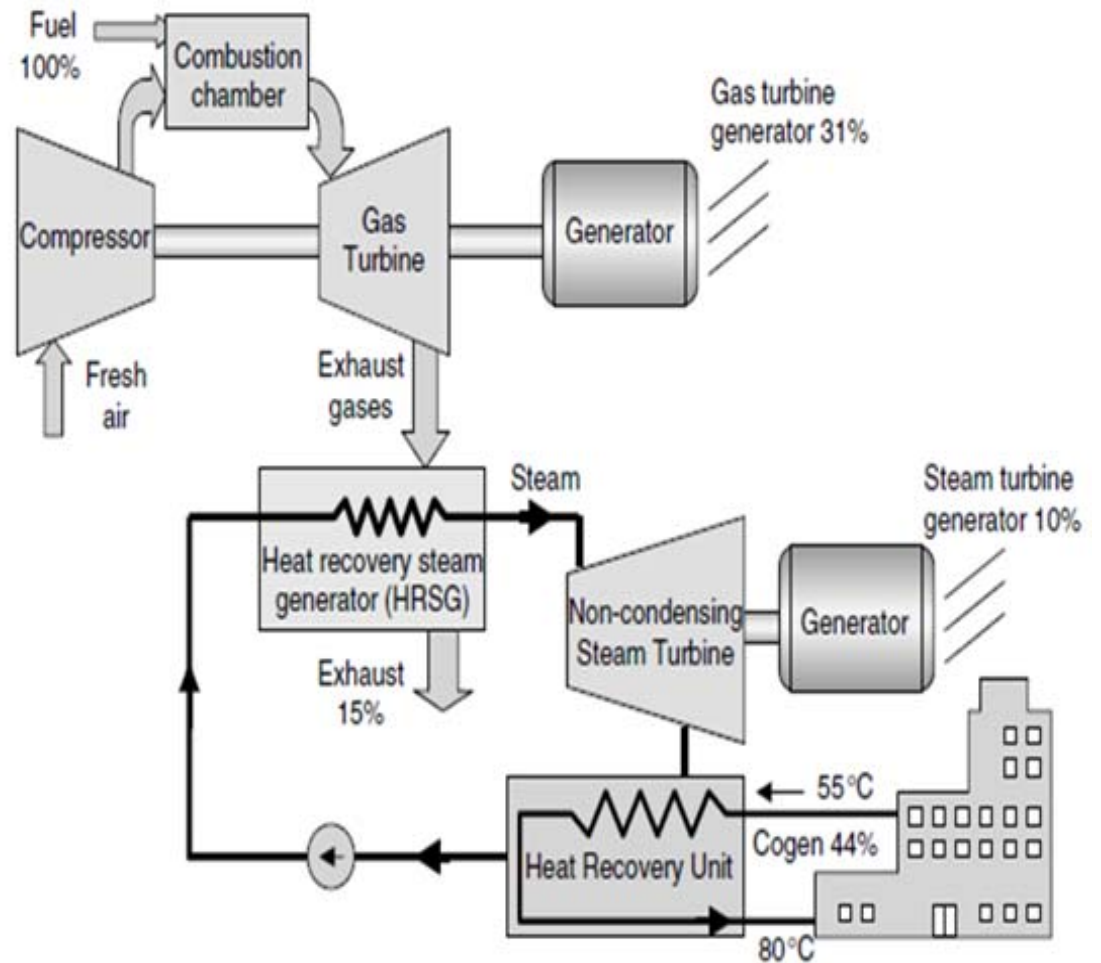 Fuel
100%
Combustion
chamber
Gas turbine
generator 31%
Compressor
Gas
Turbine
Generator
Fresh
air
Exhaust
gases
Steam
Steam turbine
generator 10%
Heat recovery steam
generator (HRSG)
Non-condensing
Steam Turbine
Generator
Exhaust
15%
55°C
Cogen 44%
Heat Recovery Unit
80°C